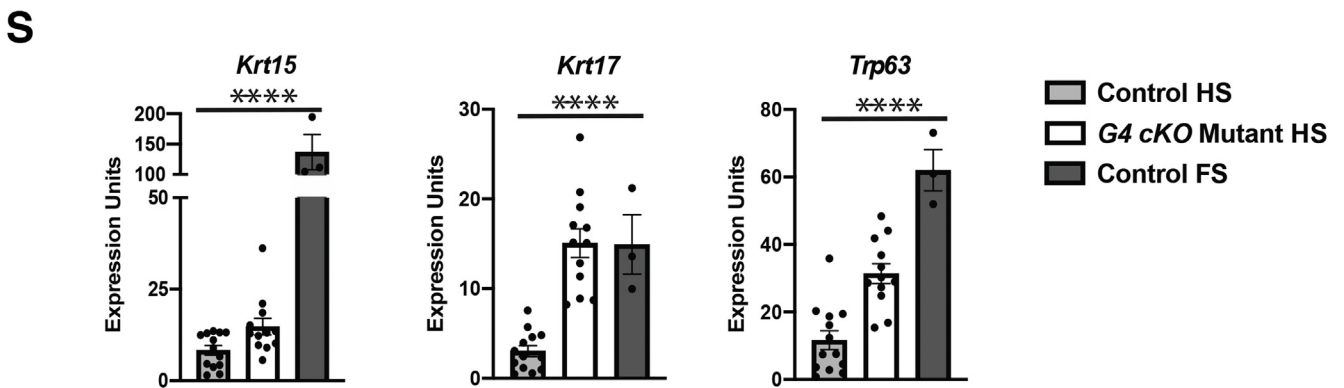 S
Krt15
****
Expression Units
200
150
100
50
25
0
Krt17
****
Expression Units
30
20
10
0
Trp63
****
Expression Units
80
60
40
20
0
Control HS
G4 cKO Mutant HS
Control FS